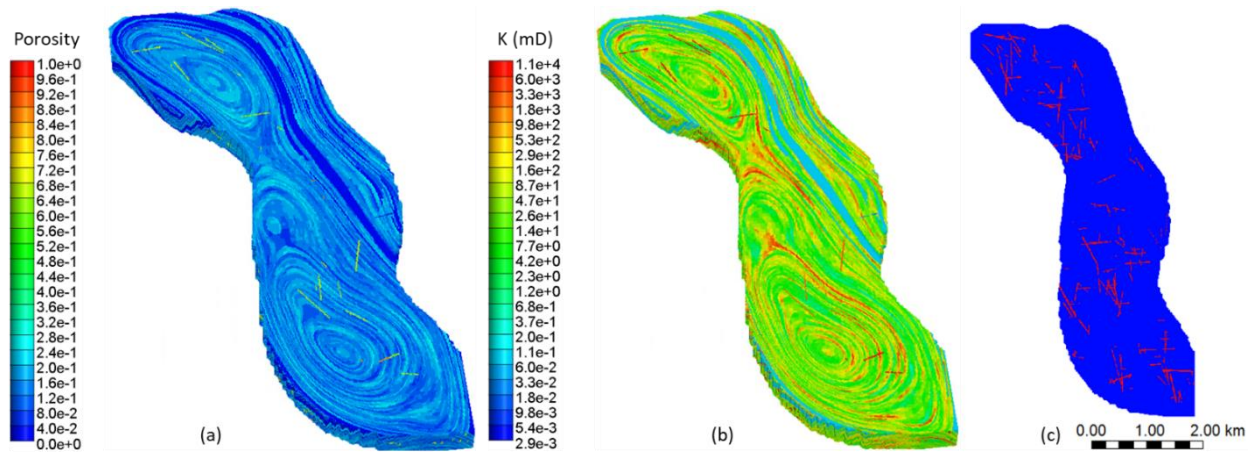 Porosity
1.0e+0
9.6e-1
9.2e-1
8.8e-1
8.4e-1
8.0e-1
7.6e-1
7.2e-1
6.8e-1
6.4e-1
6.0e-1
5.6e-1
5.2e-1
4.8e-1
4.4e-1
4.0e-1
3.6e-1
3.2e-1
2.8e-1
2.4e-1
2.0e-1
1.6e-1
1.2e-1
8.0e-2
4.0e-2
0.0e+0
(a)
K (mD)
1.1e+4
6.0e+3
3.3e+3
1.8e+3
9.8e+2
5.3e+2
2.9e+2
1.6e+2
8.7e+1
4.8e+1
2.6e+1
1.4e+1
7.7e+0
4.2e+0
2.3e+0
1.2e+0
6.8e-1
3.7e-1
2.0e-1
1.1e-1
6.0e-2
3.3e-2
1.8e-2
9.8e-3
5.4e-3
2.9e-3
(b)
(c)
0.00 1.00 2.00 km